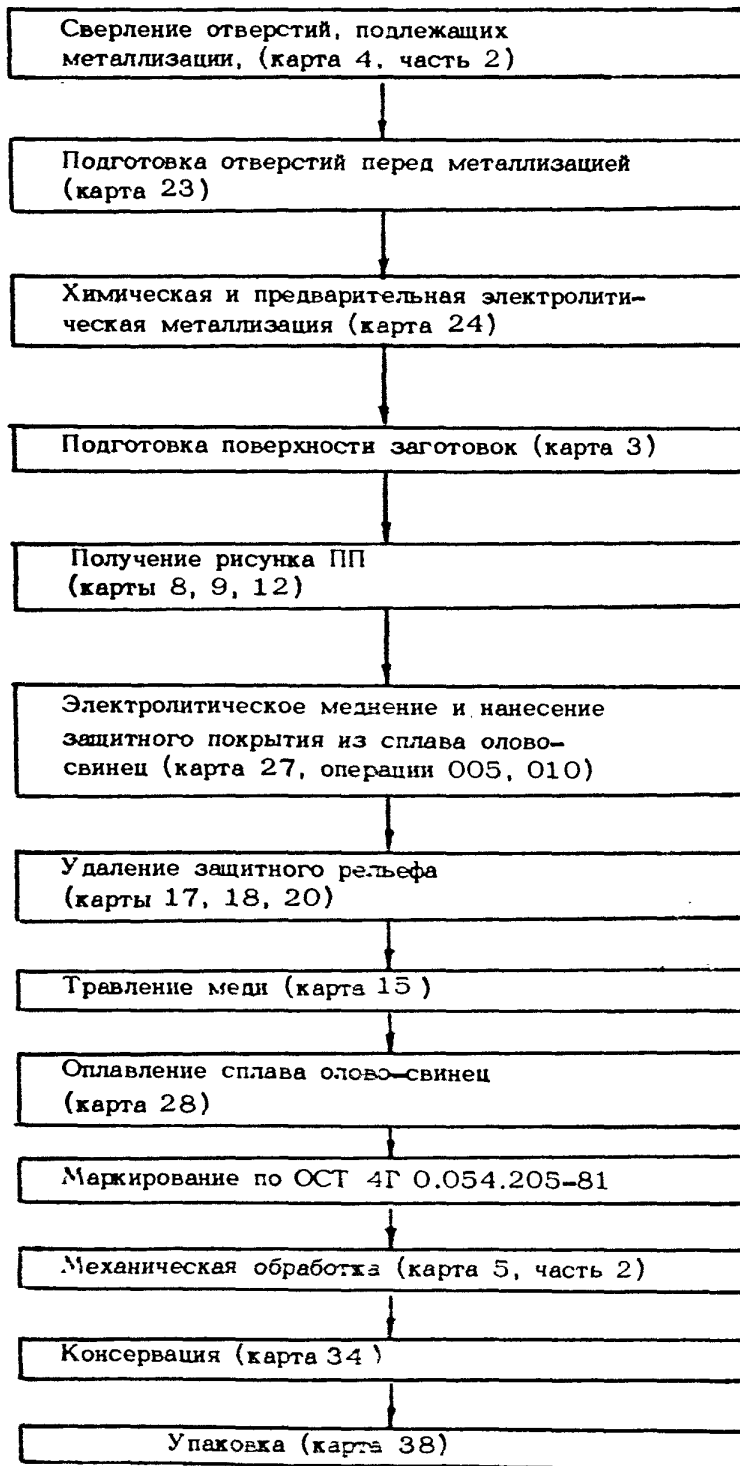 Сверление отверстий, подлежащих
металлизации, (карта 4, часть 2)
Подготовка отверстий перед металлизацией
(карта 23)
Химическая и предварительная электролити-
ческая металлизация (карта 24)
Подготовка поверхности заготовок (карта 3)
Получение рисунка ПП
(карты 8, 9, 12)
Электролитическое меднение и нанесение
защитного покрытия из сплава олово-
свинец (карта 27, операции 005, 010)
Удаление защитного рельефа
(карты 17, 18, 20)
Травление меди (карта 15)
Оплавление сплава олово-свинец
(карта 28)
Маркирование по ОСТ 4Г 0.054.205-81
Механическая обработка (карта 5, часть 2)
Консервация (карта 34)
Упаковка (карта 38)